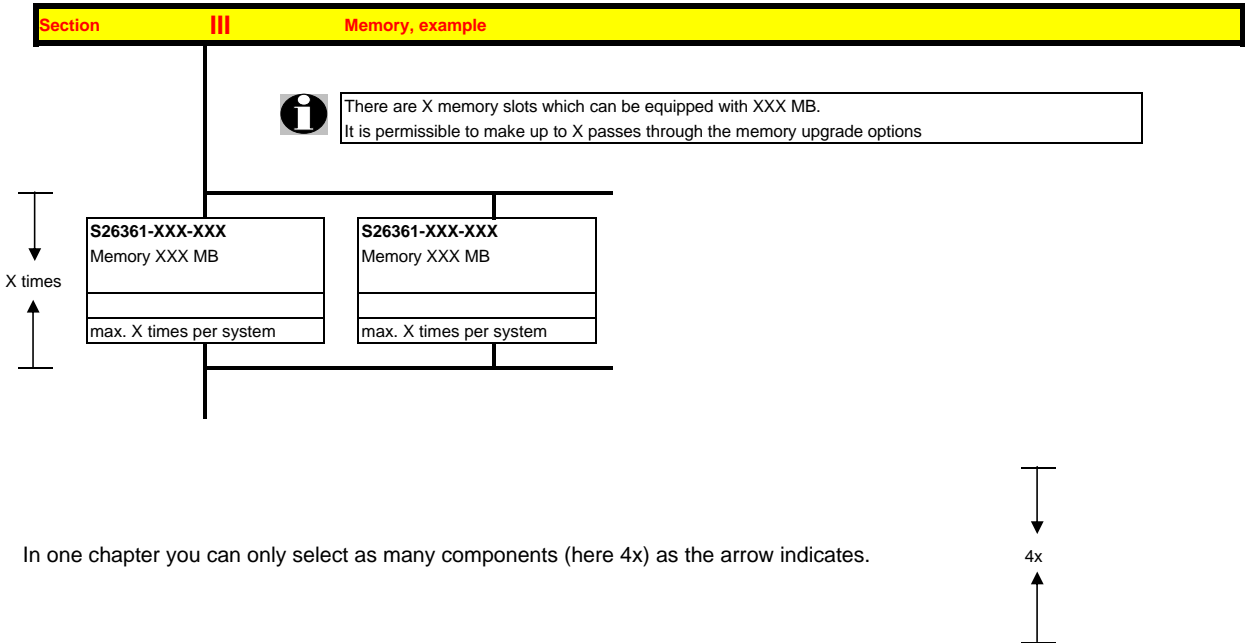 Section III Memory, example
There are X memory slots which can be equipped with XXX MB.
It is permissible to make up to X passes through the memory upgrade options
X times
S26361-XXX-XXX
Memory XXX MB
max. X times per system
S26361-XXX-XXX
Memory XXX MB
max. X times per system
In one chapter you can only select as many components (here 4x) as the arrow indicates.
4x